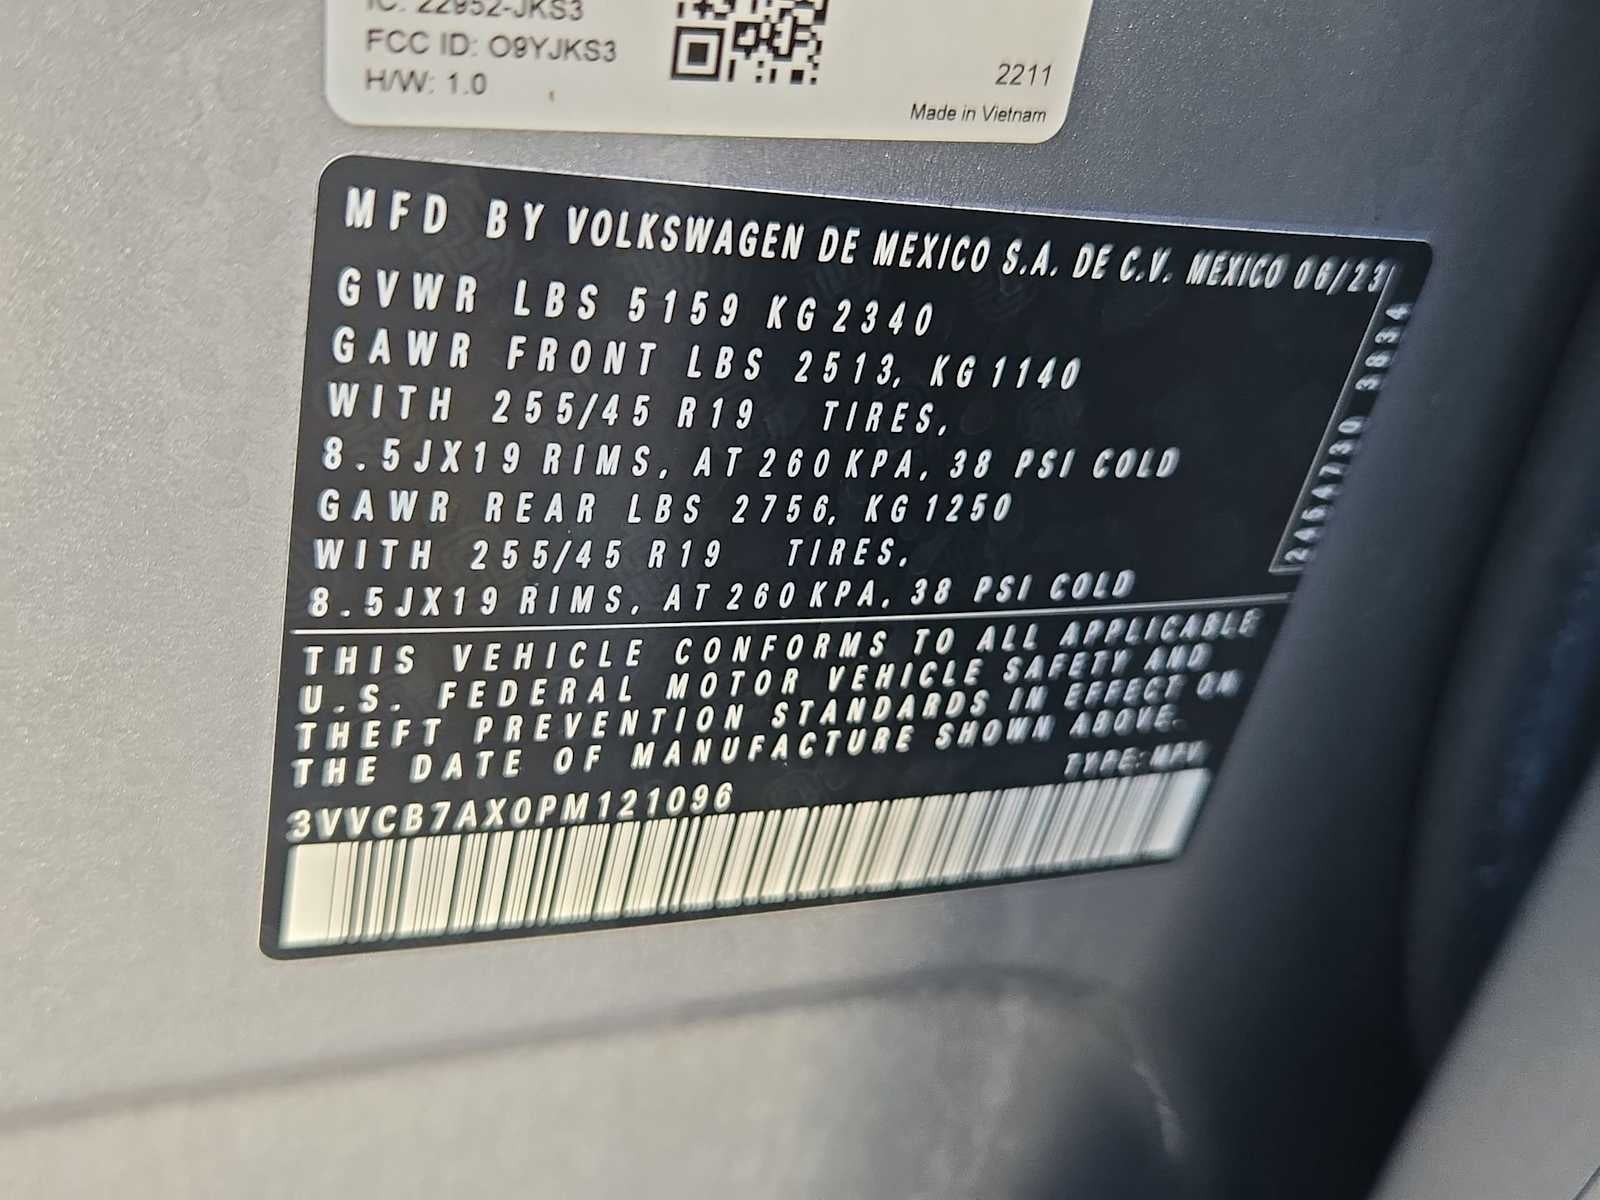 IC: 22952-JKS3
FCC ID: O9YJKS3
H/W: 1.0
2211
Made in Vietnam
MFD BY VOLKSWAGEN DE MEXICO S.A. DE C.V. MEXICO 06/23
GVWR LBS 5159 KG 2340
GAWR FRONT LBS 2513, KG 1140
WITH 255/45 R19 TIRES,
8.5JX19 RIMS, AT 260 KPA, 38 PSI COLD
GAWR REAR LBS 2756, KG 1250
WITH 255/45 R19 TIRES,
8.5JX19 RIMS, AT 260 KPA, 38 PSI COLD
THIS VEHICLE CONFORMS TO ALL APPLICABLE
U.S. FEDERAL MOTOR VEHICLE SAFETY AND
THEFT PREVENTION STANDARDS IN EFFECT ON
THE DATE OF MANUFACTURE SHOWN ABOVE.
TYPE: MPV
3VVCB7AX0PM121096